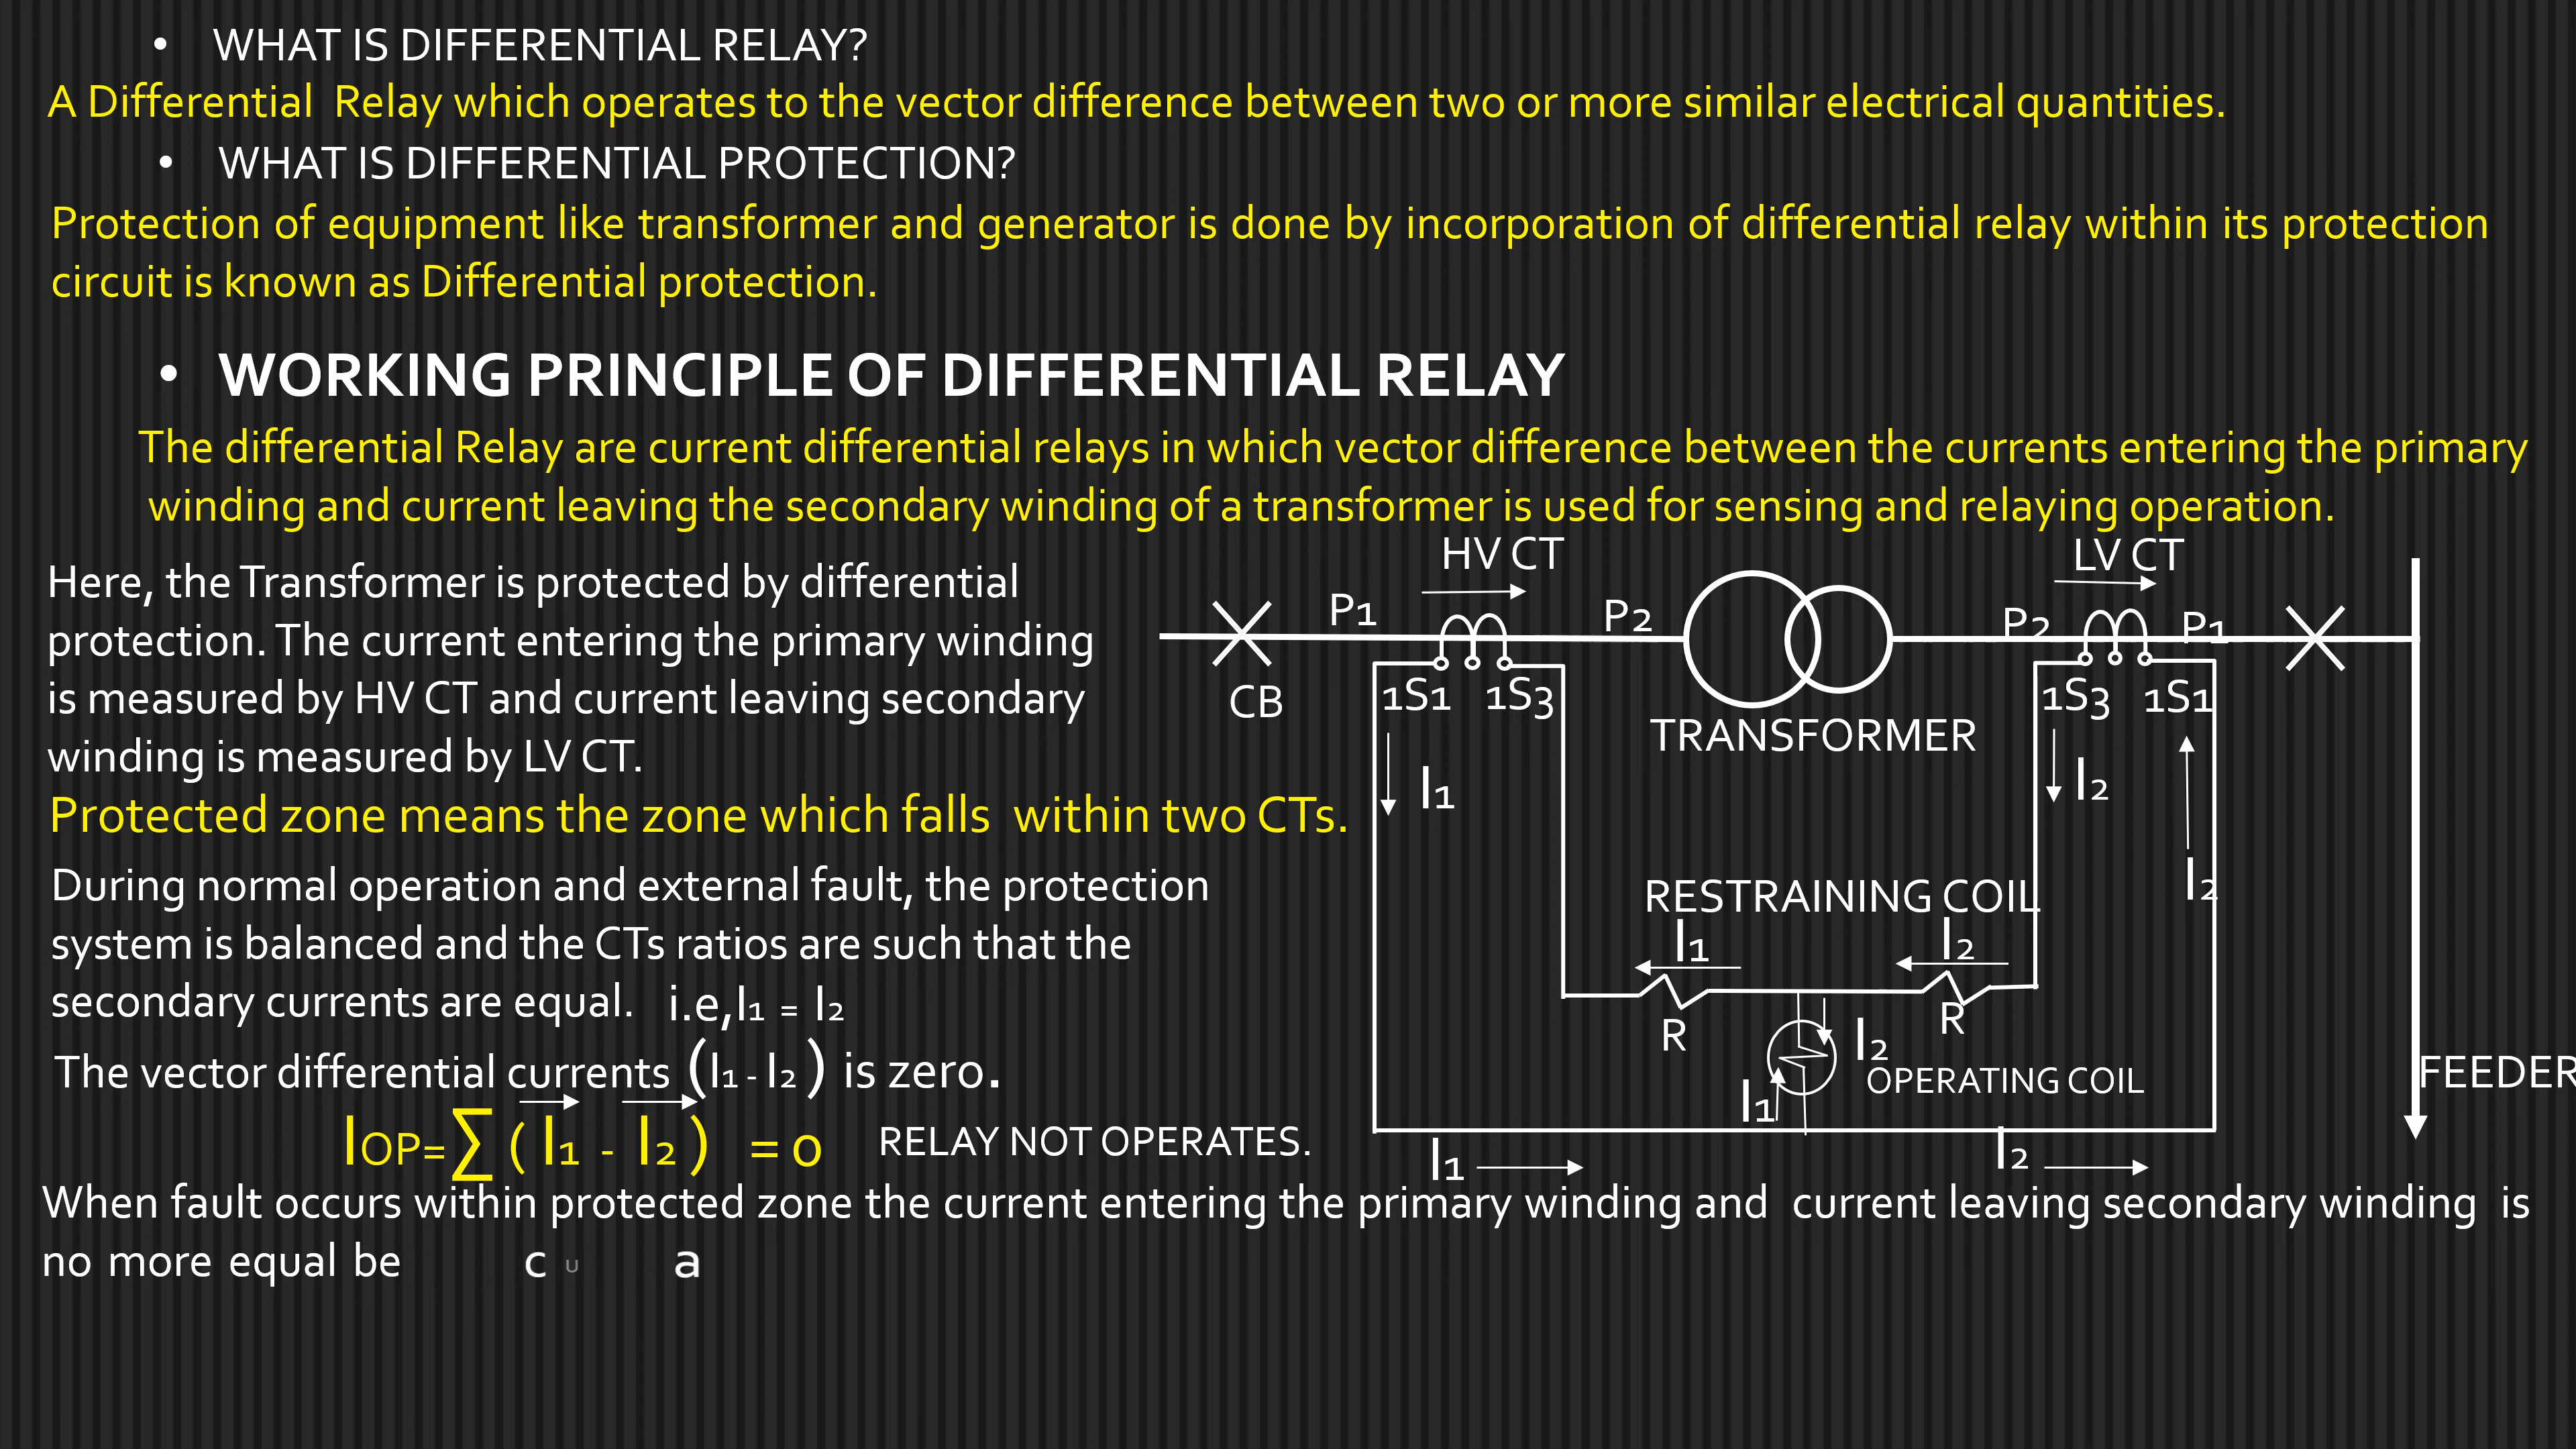 • WHAT IS DIFFERENTIAL RELAY?
A Differential Relay which operates to the vector difference between two or more similar electrical quantities.
• WHAT IS DIFFERENTIAL PROTECTION?
Protection of equipment like transformer and generator is done by incorporation of differential relay within its protection
circuit is known as Differential protection.
• WORKING PRINCIPLE OF DIFFERENTIAL RELAY
The differential Relay are current differential relays in which vector difference between the currents entering the primary
winding and current leaving the secondary winding of a transformer is used for sensing and relaying operation.
Here, the Transformer is protected by differential
protection. The current entering the primary winding
is measured by HV CT and current leaving secondary
winding is measured by LV CT.
Protected zone means the zone which falls within two CTs.
During normal operation and external fault, the protection
system is balanced and the CTs ratios are such that the
secondary currents are equal. i.e,I1 = I2
The vector differential currents (I1 - I2) is zero.
IOP=∑( I1 - I2 ) = 0 RELAY NOT OPERATES.
HV CT
LV CT
P1
P2
P2
P1
CB
1S1
1S3
1S3
1S1
TRANSFORMER
I1
I2
I2
RESTRAINING COIL
I1
I2
R
R
I2
OPERATING COIL
I1
FEEDER
I1
I2
When fault occurs within protected zone the current entering the primary winding and current leaving secondary winding is
no more equal be c u a